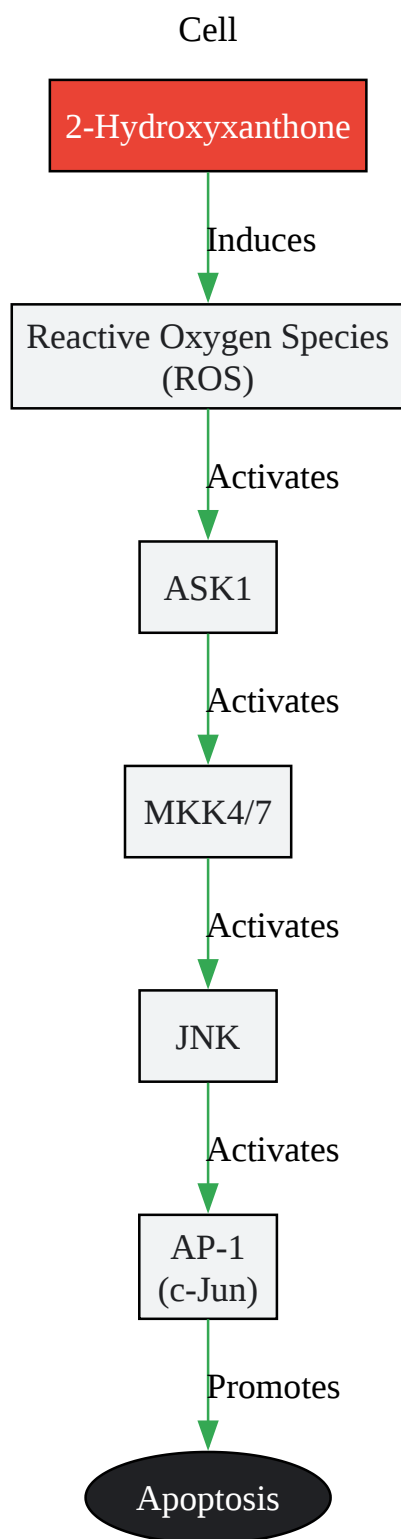 Cell
2-Hydroxyxanthone
Induces
Reactive Oxygen Species
(ROS)
Activates
ASK1
Activates
MKK4/7
Activates
JNK
Activates
AP-1
(c-Jun)
Promotes
Apoptosis